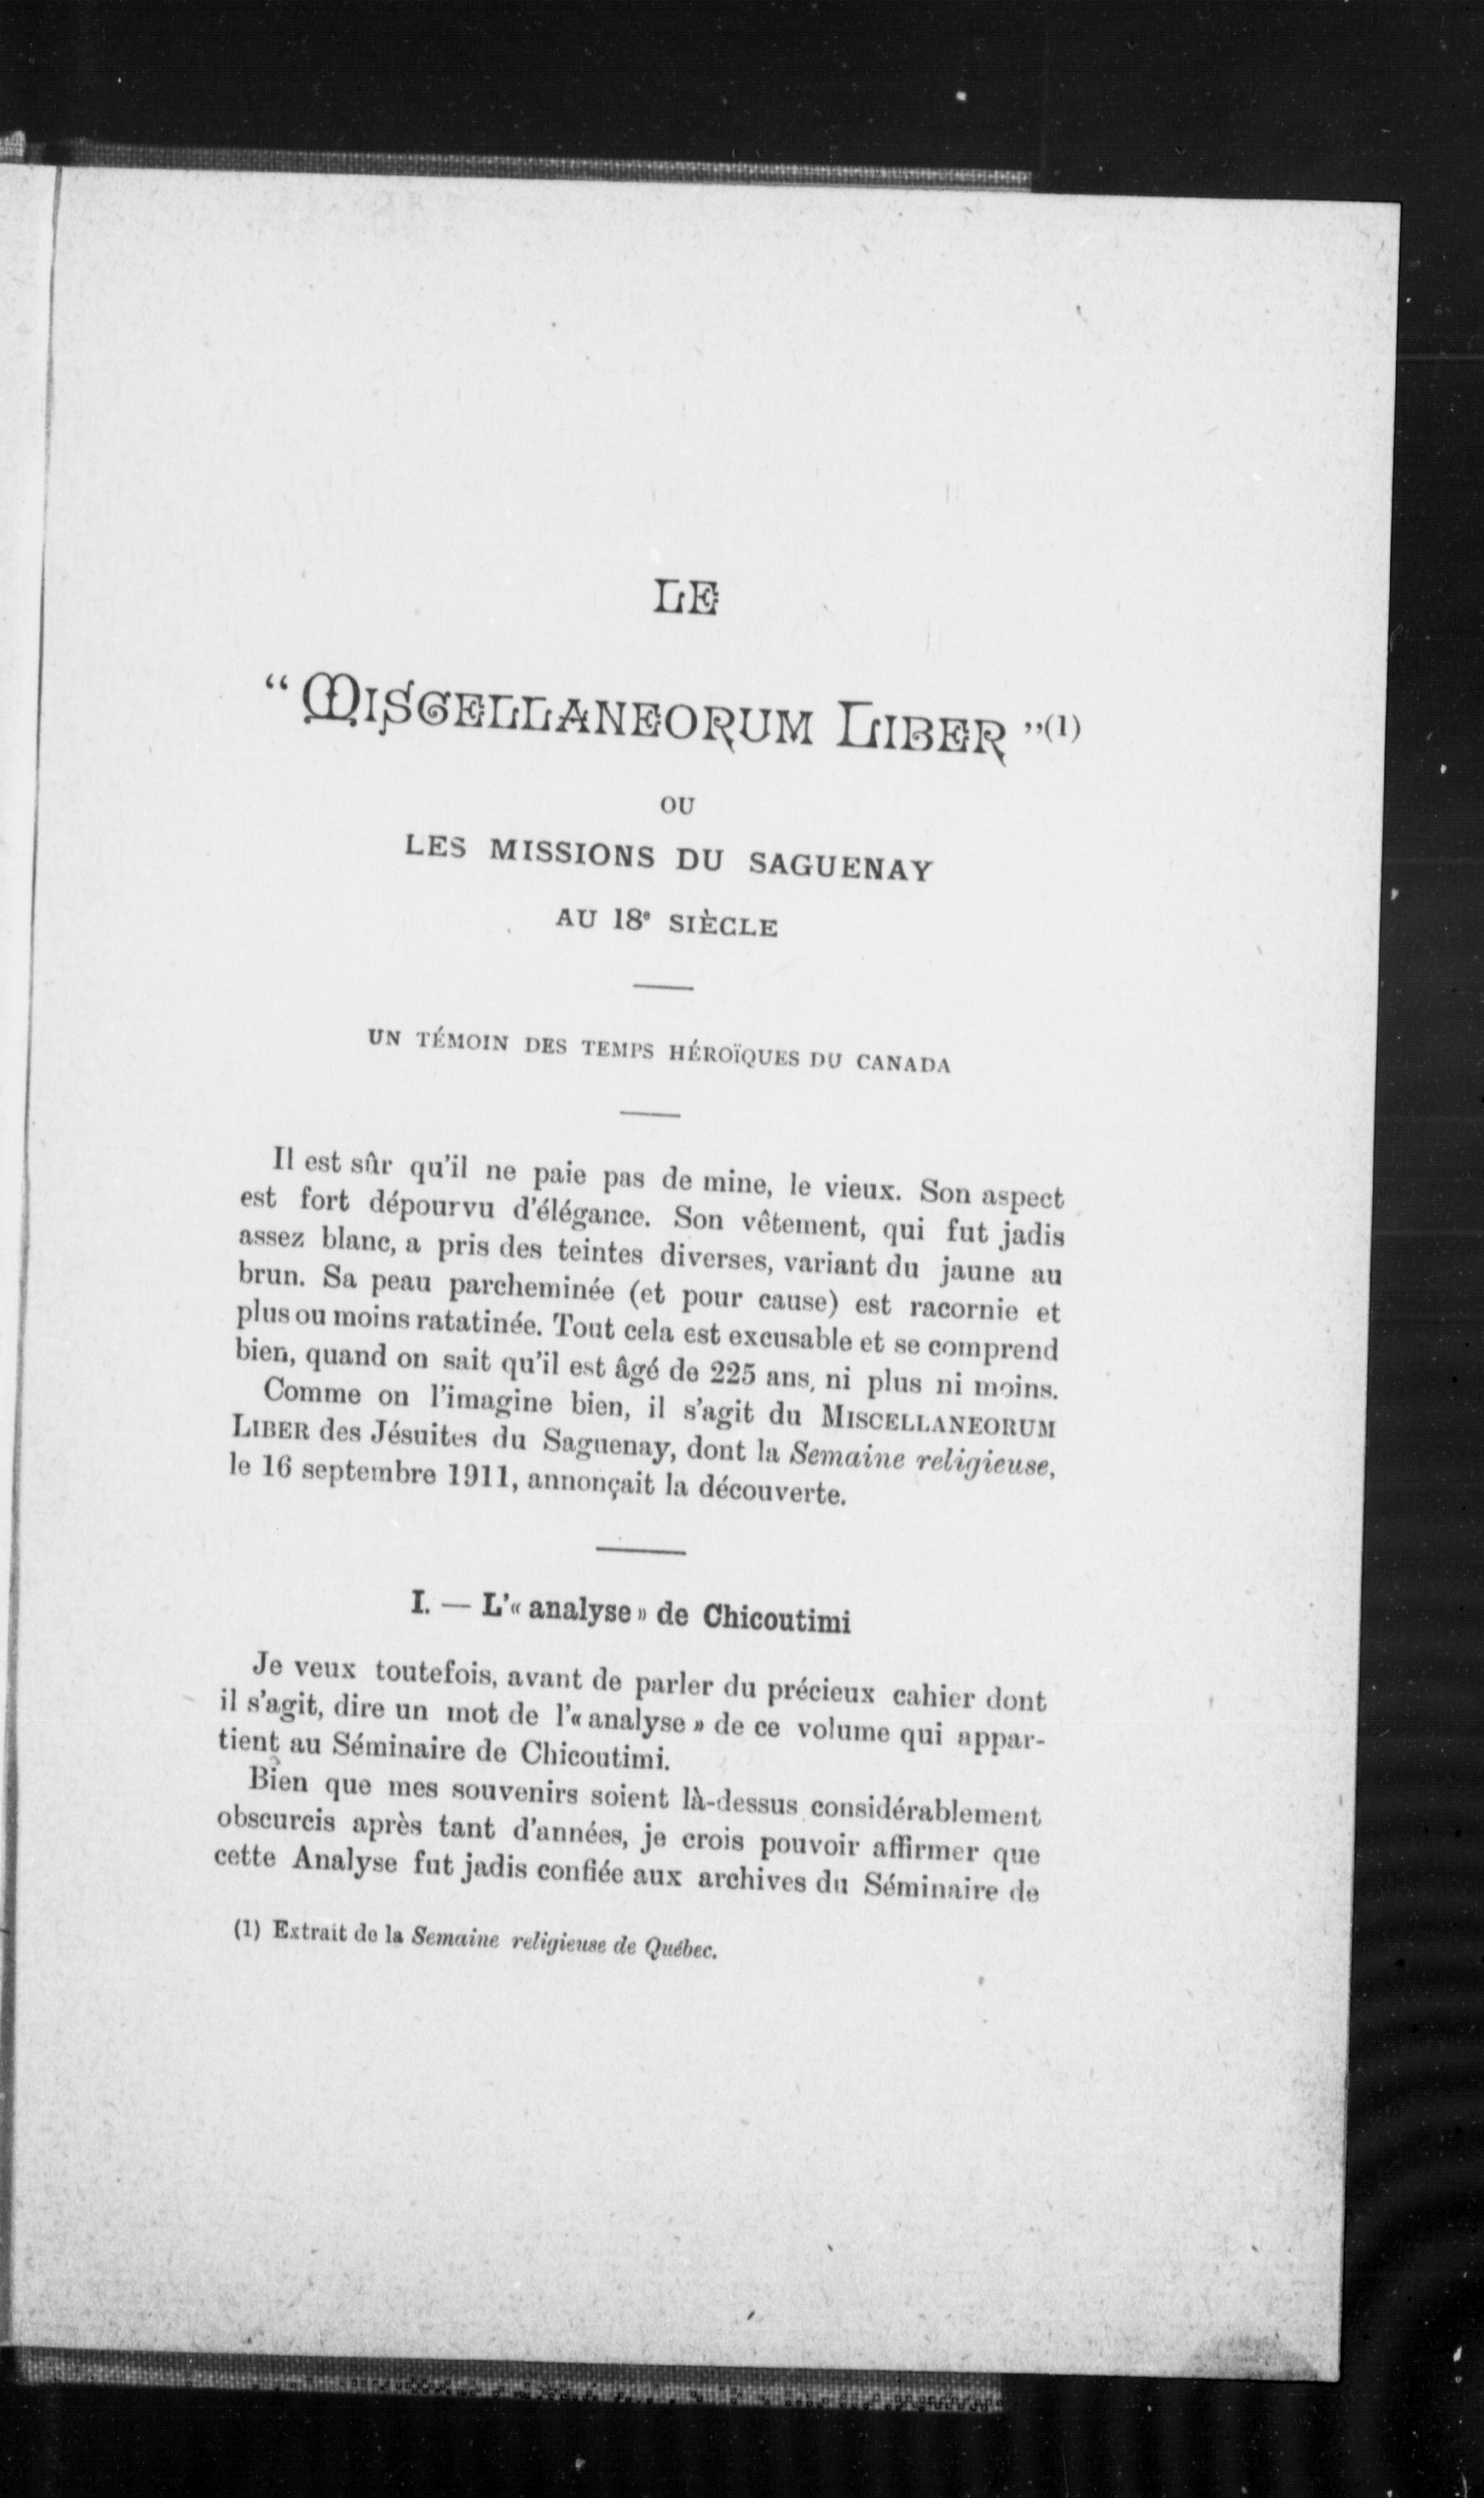 LE
“ MISCELLANEORUM LIBER ”(1)
OU
LES MISSIONS DU SAGUENAY
AU 18e SIÈCLE
UN TÉMOIN DES TEMPS HÉROÏQUES DU CANADA
Il est sûr qu'il ne paie pas de mine, le vieux. Son aspect
est fort dépourvu d'élégance. Son vêtement, qui fut jadis
assez blanc, a pris des teintes diverses, variant du jaune au
brun. Sa peau parcheminée (et pour cause) est racornie et
plus ou moins ratatinée. Tout cela est excusable et se comprend
bien, quand on sait qu'il est âgé de 225 ans, ni plus ni moins.
Comme on l'imagine bien, il s'agit du MISCELLANEORUM
LIBER des Jésuites du Saguenay, dont la Semaine religieuse,
le 16 septembre 1911, annonçait la découverte.
I. — L'« analyse » de Chicoutimi
Je veux toutefois, avant de parler du précieux cahier dont
il s'agit, dire un mot de l'« analyse » de ce volume qui appar-
tient au Séminaire de Chicoutimi.
Bien que mes souvenirs soient là-dessus considérablement
obscurcis après tant d'années, je crois pouvoir affirmer que
cette Analyse fut jadis confiée aux archives du Séminaire de
(1) Extrait de la Semaine religieuse de Québec.